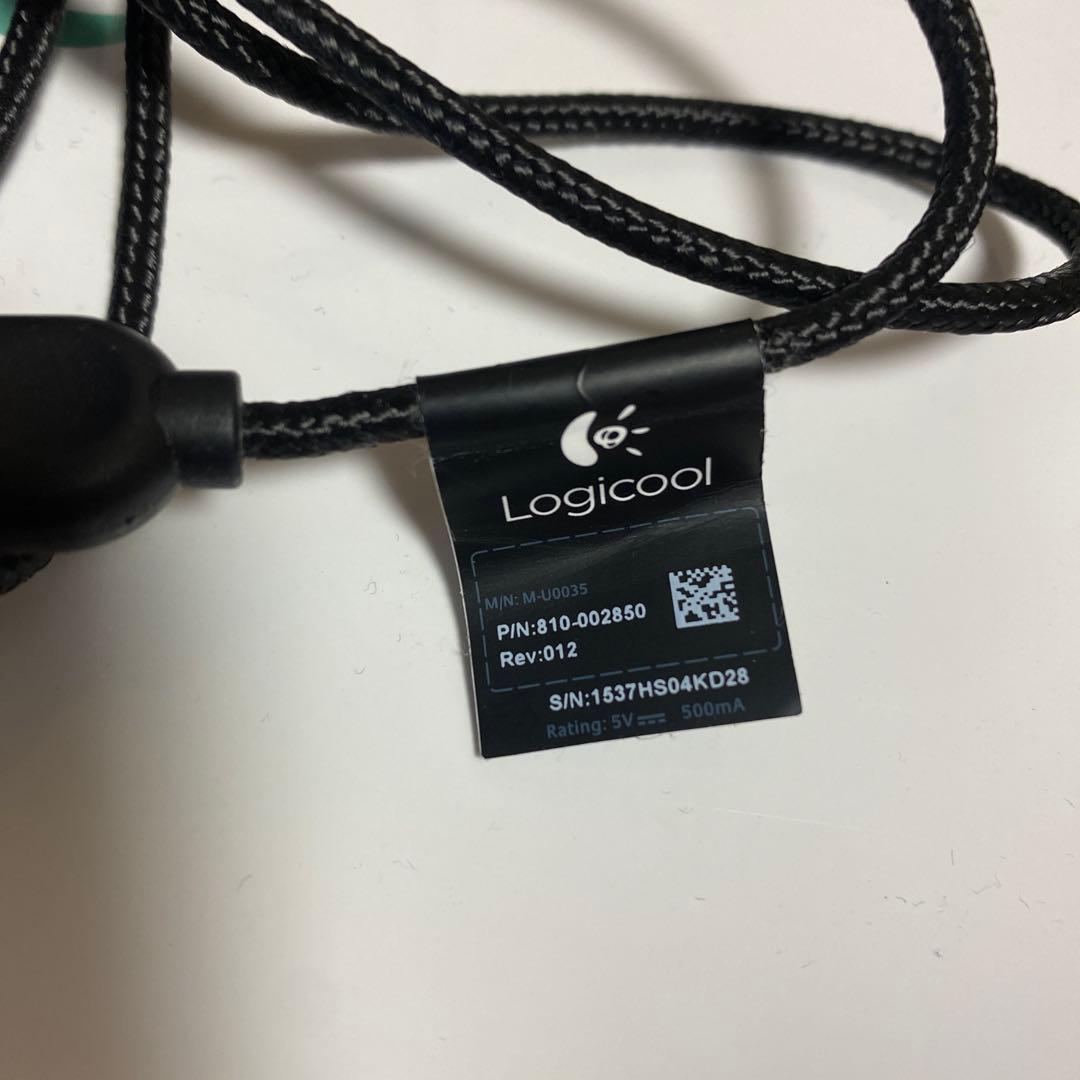 Logicool
M/N: M-U0035
P/N:810-002850
Rev:012
S/N:1537HS04KD28
Rating: 5V⎓ 500mA